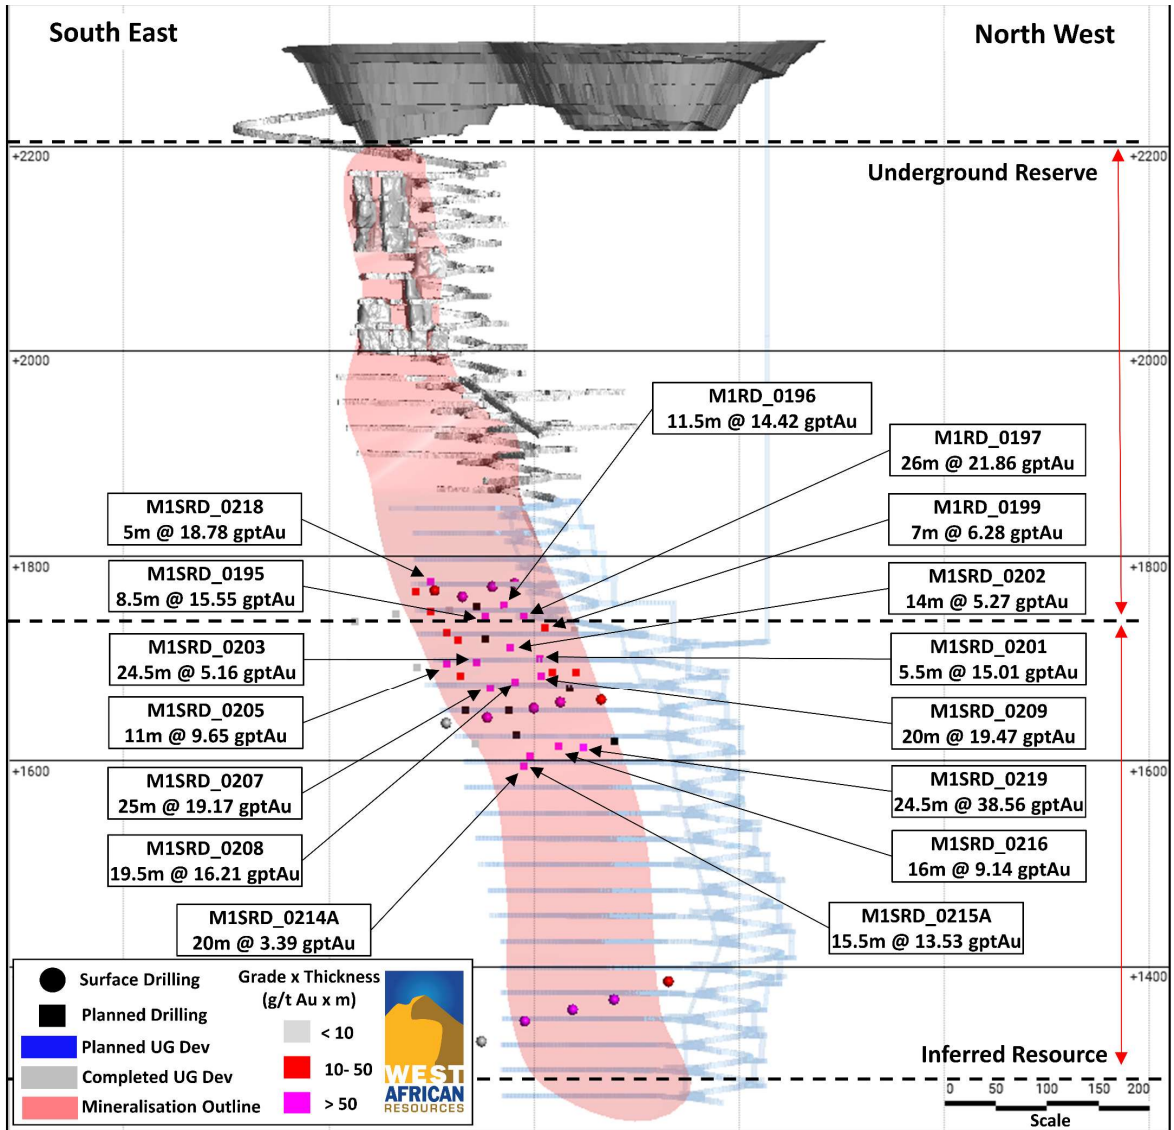 South East
North West
+2200
+2200
Underground Reserve
+2000
+2000
M1RD_0196
11.5m @ 14.42 gptAu
M1RD_0197
26m @ 21.86 gptAu
M1SRD_0218
5m @ 18.78 gptAu
M1RD_0199
7m @ 6.28 gptAu
+1800
+1800
M1SRD_0195
8.5m @ 15.55 gptAu
M1SRD_0202
14m @ 5.27 gptAu
M1SRD_0203
24.5m @ 5.16 gptAu
M1SRD_0201
5.5m @ 15.01 gptAu
M1SRD_0205
11m @ 9.65 gptAu
M1SRD_0209
20m @ 19.47 gptAu
+1600
+1600
M1SRD_0207
25m @ 19.17 gptAu
M1SRD_0219
24.5m @ 38.56 gptAu
M1SRD_0208
19.5m @ 16.21 gptAu
M1SRD_0216
16m @ 9.14 gptAu
M1SRD_0214A
20m @ 3.39 gptAu
M1SRD_0215A
15.5m @ 13.53 gptAu
+1400
Surface Drilling
Planned Drilling
Planned UG Dev
Completed UG Dev
Mineralisation Outline
Grade x Thickness
(g/t Au x m)
< 10
10- 50
> 50
WEST
AFRICAN
RESOURCES
Inferred Resource
0 50 100 150 200
Scale